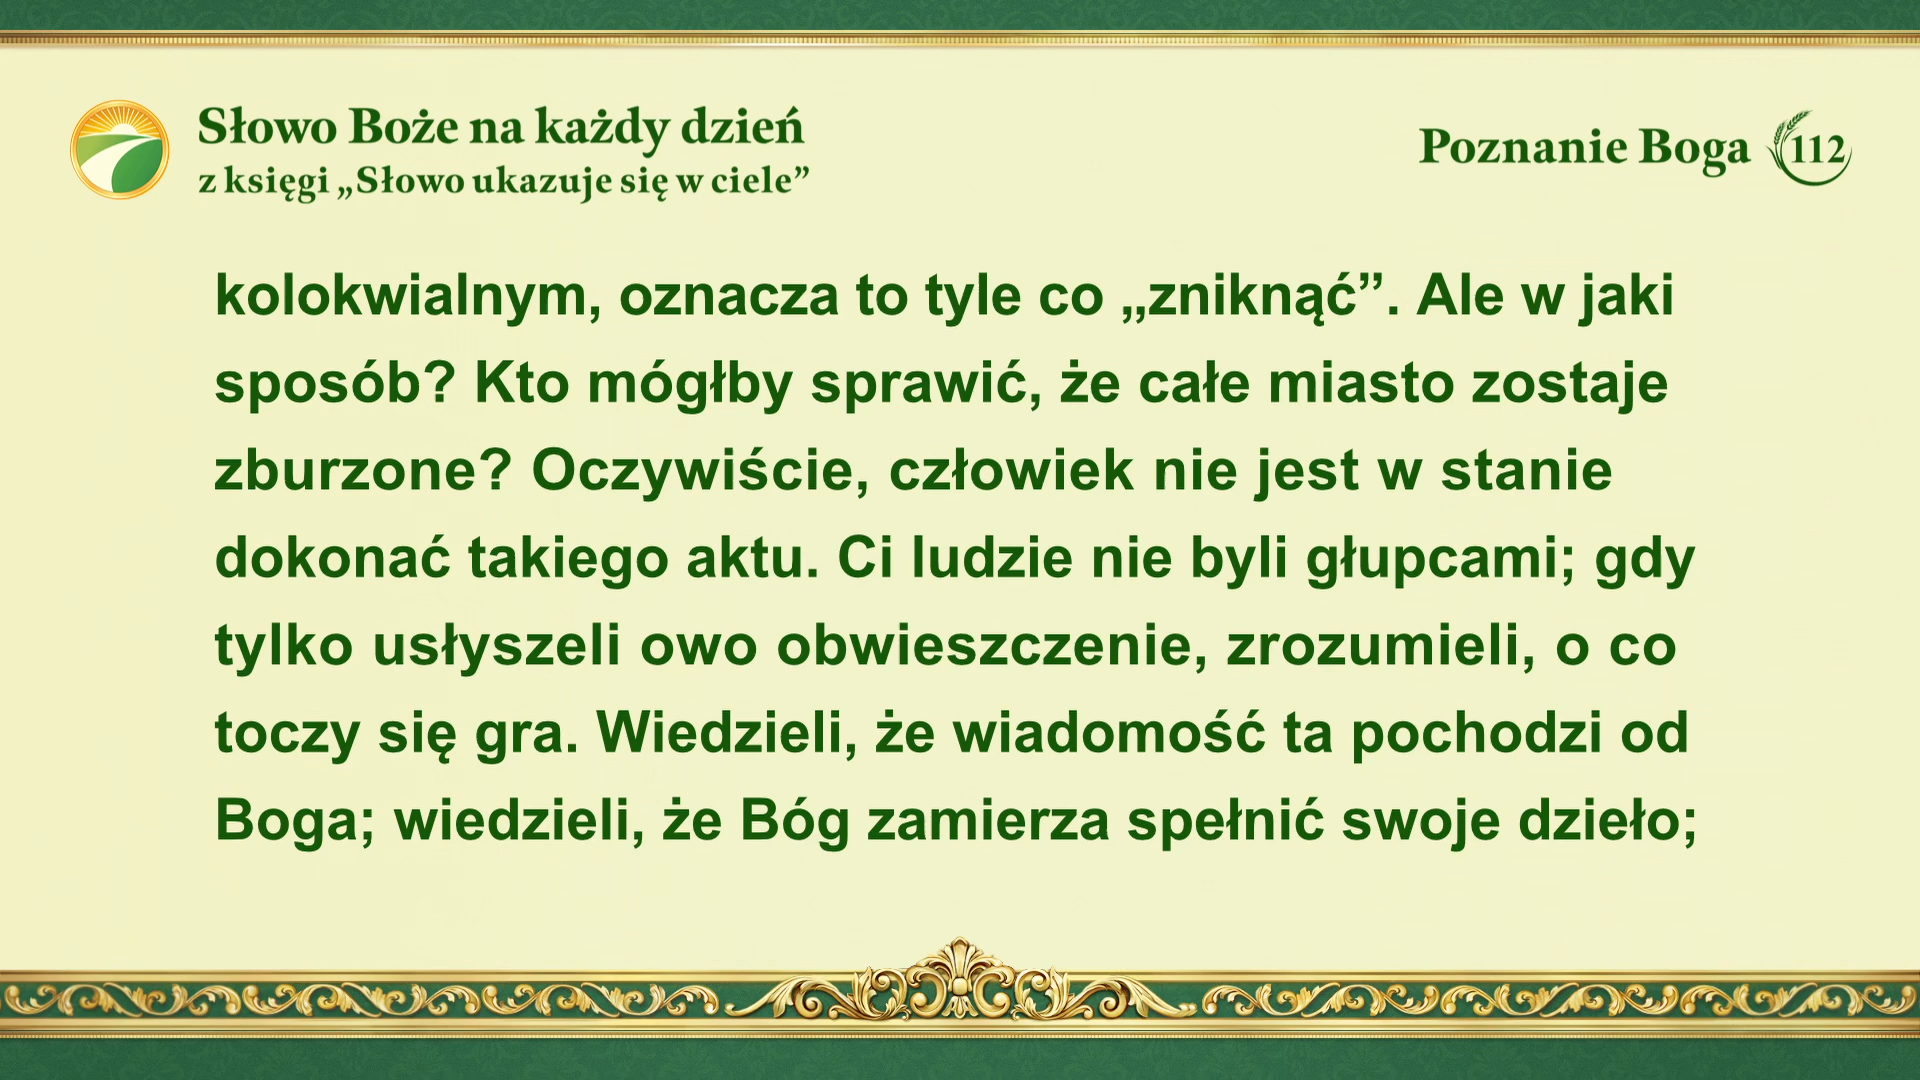 Słowo Boże na każdy dzień
z księgi „Słowo ukazuje się w ciele”
Poznanie Boga 112
kolokwialnym, oznacza to tyle co „zniknąć”. Ale w jaki
sposób? Kto mógłby sprawić, że całe miasto zostaje
zburzone? Oczywiście, człowiek nie jest w stanie
dokonać takiego aktu. Ci ludzie nie byli głupcami; gdy
tylko usłyszeli owo obwieszczenie, zrozumieli, o co
toczy się gra. Wiedzieli, że wiadomość ta pochodzi od
Boga; wiedzieli, że Bóg zamierza spełnić swoje dzieło;